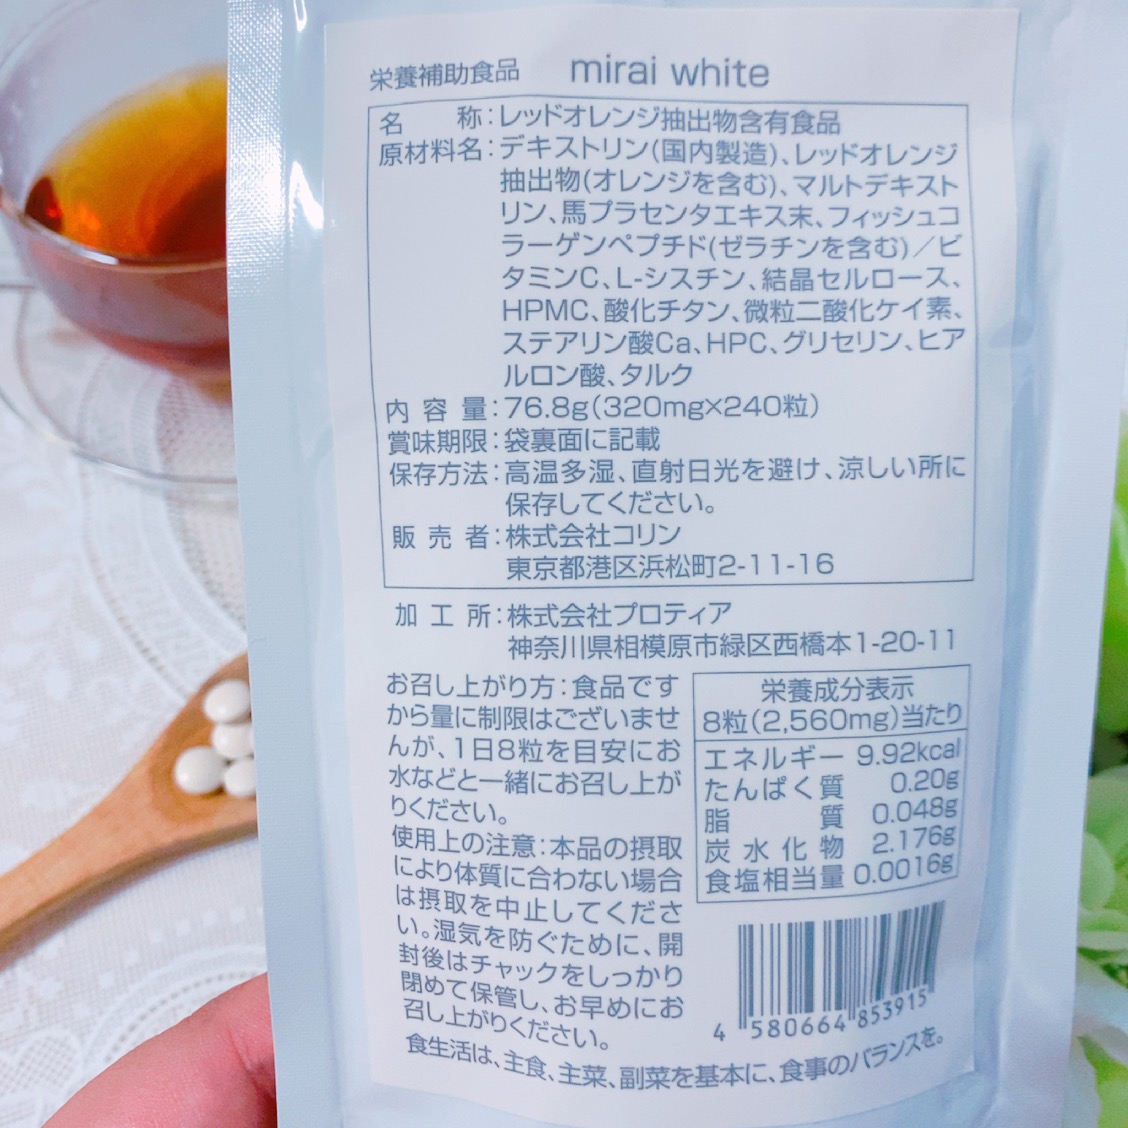 栄養補助食品 mirai white
名称:レッドオレンジ抽出物含有食品
原材料名:デキストリン(国内製造)、レッドオレンジ
抽出物(オレンジを含む)、マルトデキスト
リン、馬プラセンタエキス末、フィッシュコ
ラーゲンペプチド(ゼラチンを含む)/ビ
タミンC、L-シスチン、結晶セルロース、
HPMC、酸化チタン、微粒二酸化ケイ素、
ステアリン酸Ca、HPC、グリセリン、ヒア
ルロン酸、タルク
内容量:76.8g(320mg×240粒)
賞味期限:袋裏面に記載
保存方法:高温多湿、直射日光を避け、涼しい所に
保存してください。
販売者:株式会社コリン
東京都港区浜松町2-11-16
加工所:株式会社プロティア
神奈川県相模原市緑区西橋本1-20-11
お召し上がり方:食品です
から量に制限はございませ
んが、1日8粒を目安にお
水などと一緒にお召し上が
りください。
使用上の注意:本品の摂取
により体質に合わない場合
は摂取を中止してくださ
い。湿気を防ぐために、開
封後はチャックをしっかり
閉めて保管し、お早めにお
召し上がりください。
栄養成分表示
8粒(2,560mg)当たり
エネルギー 9.92kcal
たんぱく質 0.20g
脂質 0.048g
炭水化物 2.176g
食塩相当量 0.0016g
4 580664 853915
食生活は、主食、主菜、副菜を基本に、食事のバランスを。